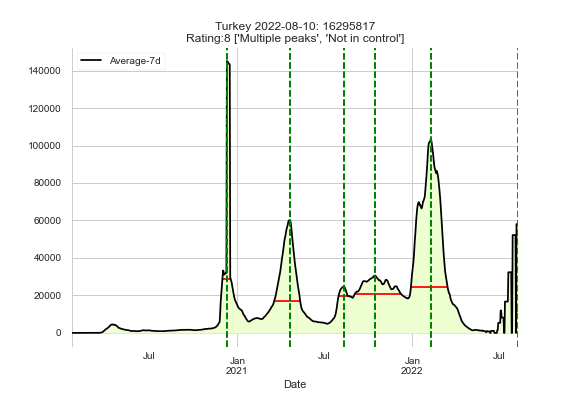 Turkey 2022-08-10: 16295817
Rating:8 ['Multiple peaks', 'Not in control']
Average-7d
140000
120000
100000
80000
60000
40000
20000
0
Jul
Jan
2021
Jul
Jan
2022
Jul
Date